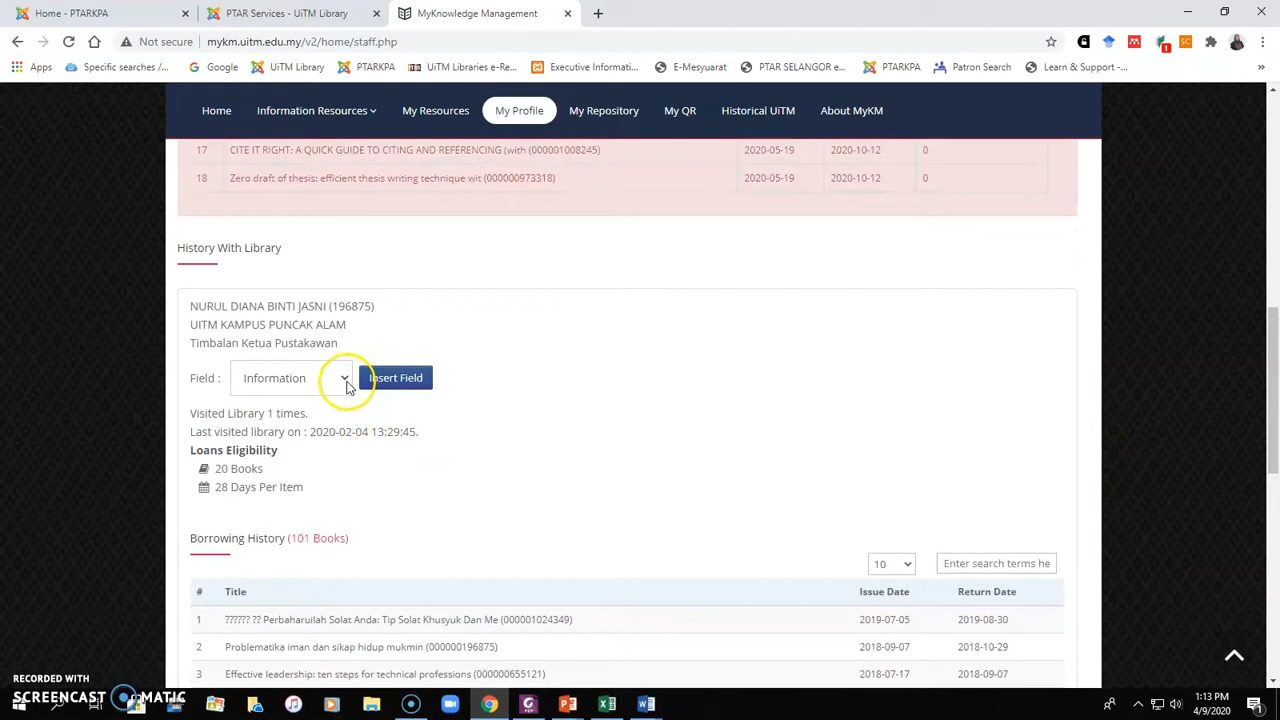 Home - PTARKPA
PTAR Services - UiTM Library
MyKnowledge Management
Not secure
mykm.uitm.edu.my/v2/home/staff.php
Apps
Specific searches /...
Google
UiTM Library
PTARKPA
UiTM Libraries e-Re...
Executive Informati...
E-Mesyuarat
PTAR SELANGOR e...
PTARKPA
Patron Search
Learn & Support -...
Home
Information Resources
My Resources
My Profile
My Repository
My QR
Historical UiTM
About MyKM
17 CITE IT RIGHT: A QUICK GUIDE TO CITING AND REFERENCING (with (000001008245) 2020-05-19 2020-10-12 0
18 Zero draft of thesis: efficient thesis writing technique wit (000000973318) 2020-05-19 2020-10-12 0
History With Library
NURUL DIANA BINTI JASNI (196875)
UITM KAMPUS PUNCAK ALAM
Timbalan Ketua Pustakawan
Field : Information Insert Field
Visited Library 1 times.
Last visited library on : 2020-02-04 13:29:45.
Loans Eligibility
20 Books
28 Days Per Item
Borrowing History (101 Books)
10 Enter search terms he
# Title Issue Date Return Date
1 ?????? ?? Perbaharuilah Solat Anda: Tip Solat Khusyuk Dan Me (000001024349) 2019-07-05 2019-08-30
2 Problematika iman dan sikap hidup mukmin (000000196875) 2018-09-07 2018-10-29
3 Effective leadership: ten steps for technical professions (000000655121) 2018-07-17 2018-09-07
RECORDED WITH
SCREENCAST MATIC
1:13 PM
4/9/2020